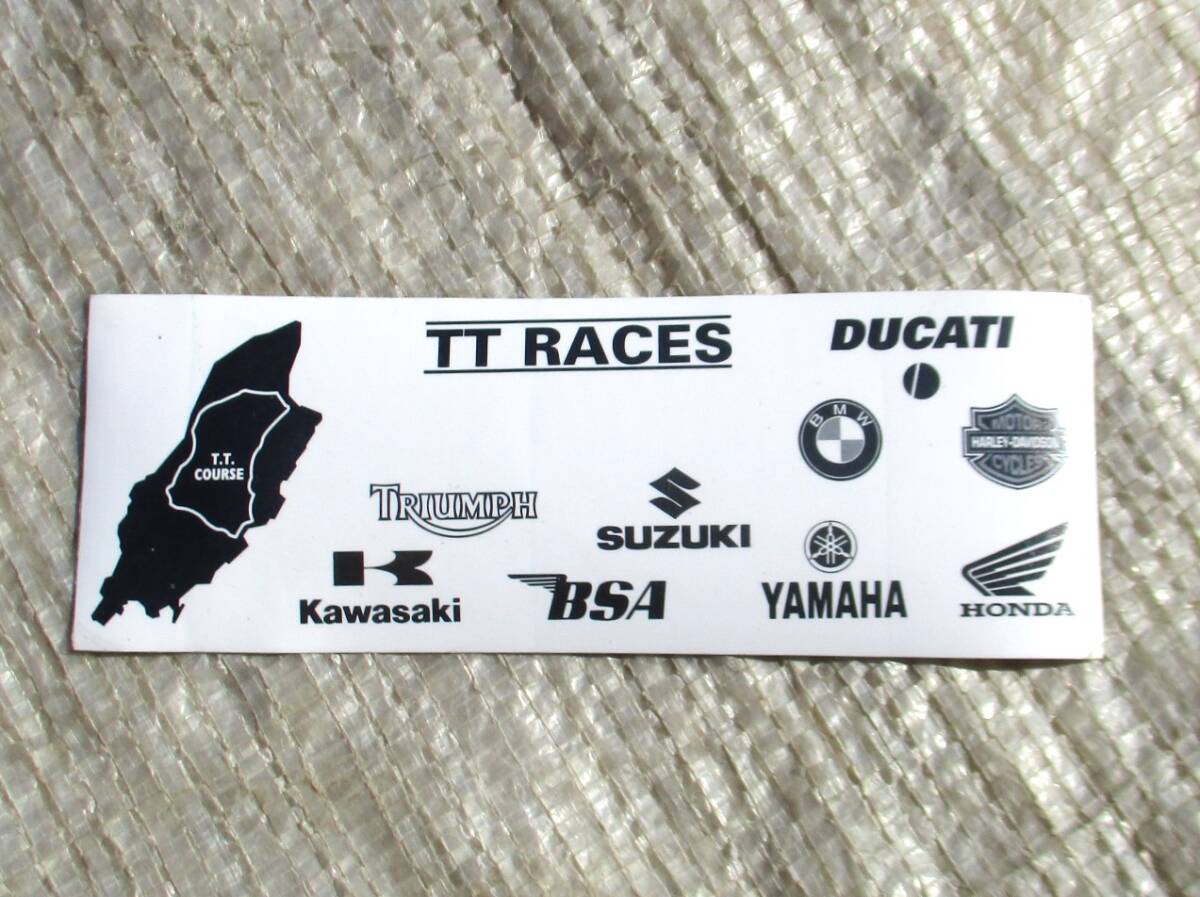 TT RACES
DUCATI
BMW
MOTOR
HARLEY-DAVIDSON
CYCLES
T.T.
COURSE
TRIUMPH
SUZUKI
Kawasaki
BSA
YAMAHA
HONDA